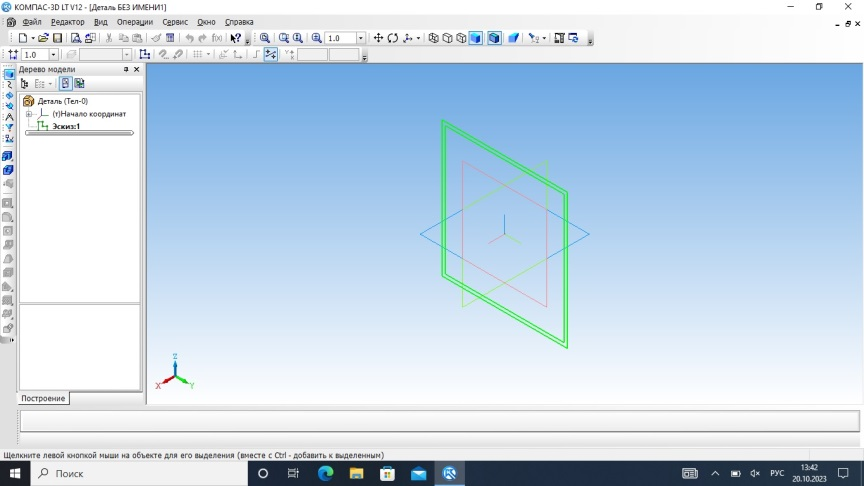 КОМПАС-3D LT V12 - [Деталь БЕЗ ИМЕНИ1]
Файл Редактор Вид Операции Сервис Окно Справка
1.0
1.0
Дерево модели
Деталь (Тел-0)
(т)Начало координат
Эскиз:1
Z
X
Y
Построение
Щелкните левой кнопкой мыши на объекте для его выделения (вместе с Ctrl - добавить к выделенным)
Поиск
РУС
13:42
20.10.2023